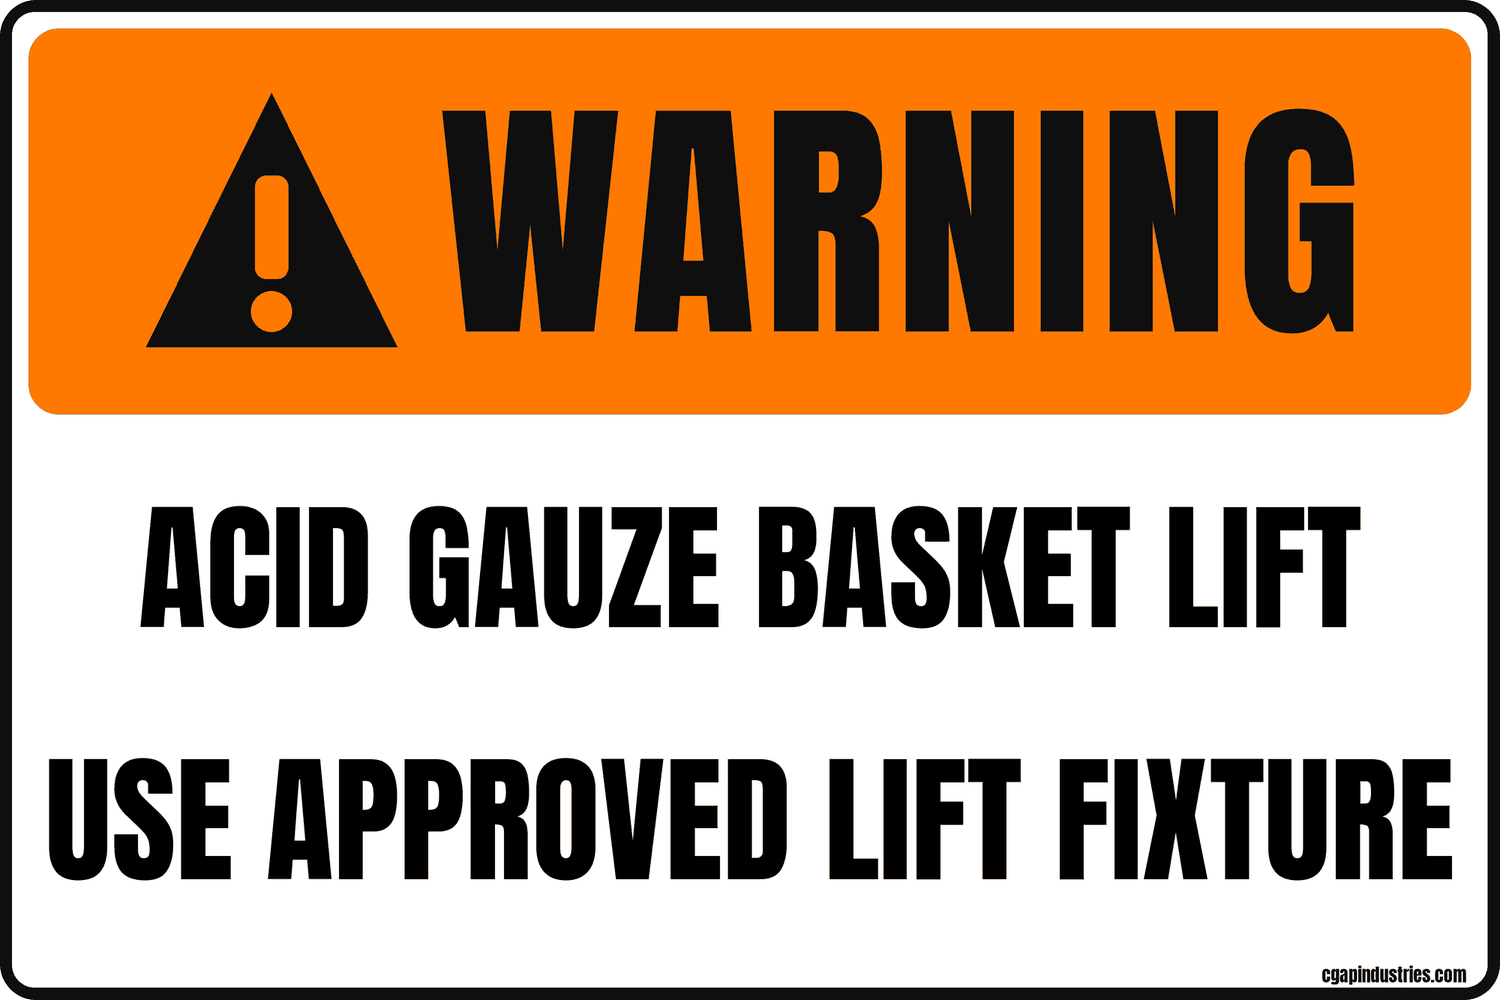 WARNING
ACID GAUZE BASKET LIFT
USE APPROVED LIFT FIXTURE
cgapindustries.com